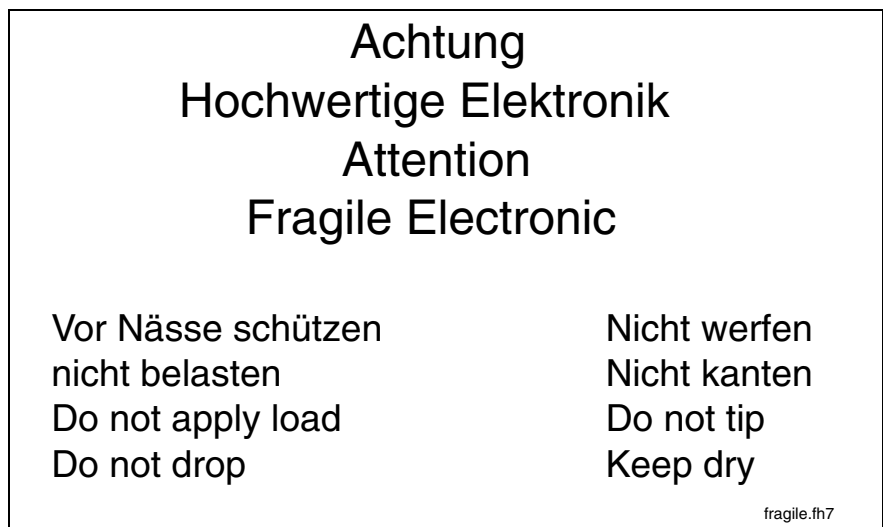 Achtung
Hochwertige Elektronik
Attention
Fragile Electronic
Vor Nässe schützen
nicht belasten
Do not apply load
Do not drop
Nicht werfen
Nicht kanten
Do not tip
Keep dry
fragile.fh7